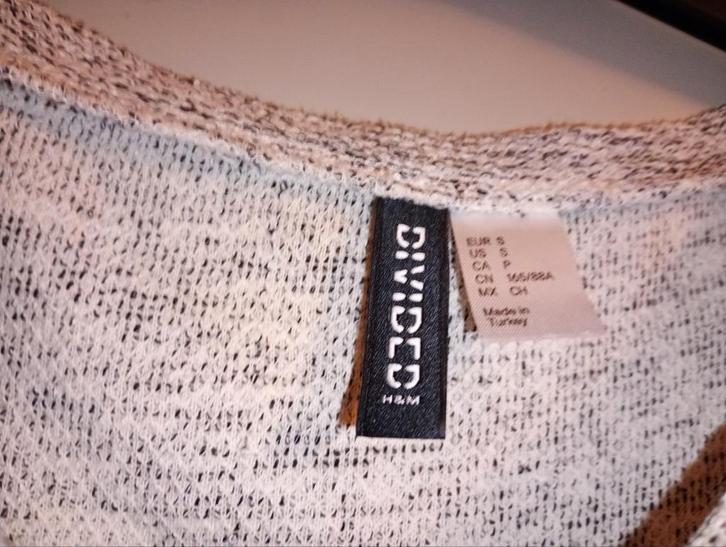 DIVIDED
H&M
EUR S
US S
CA P
CN 165/88A
MX CH
Made in
Turkey